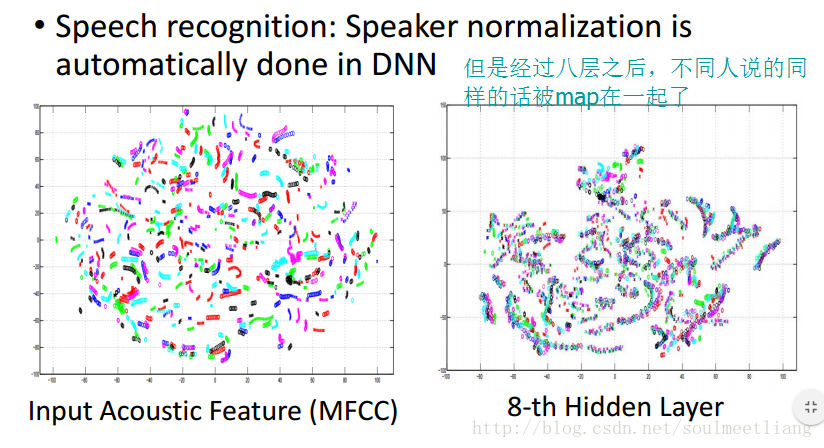 • Speech recognition: Speaker normalization is
automatically done in DNN
但是经过八层之后，不同人说的同
样的话被map在一起了
Input Acoustic Feature (MFCC)
8-th Hidden Layer
http://blog.csdn.net/soulmeetliang